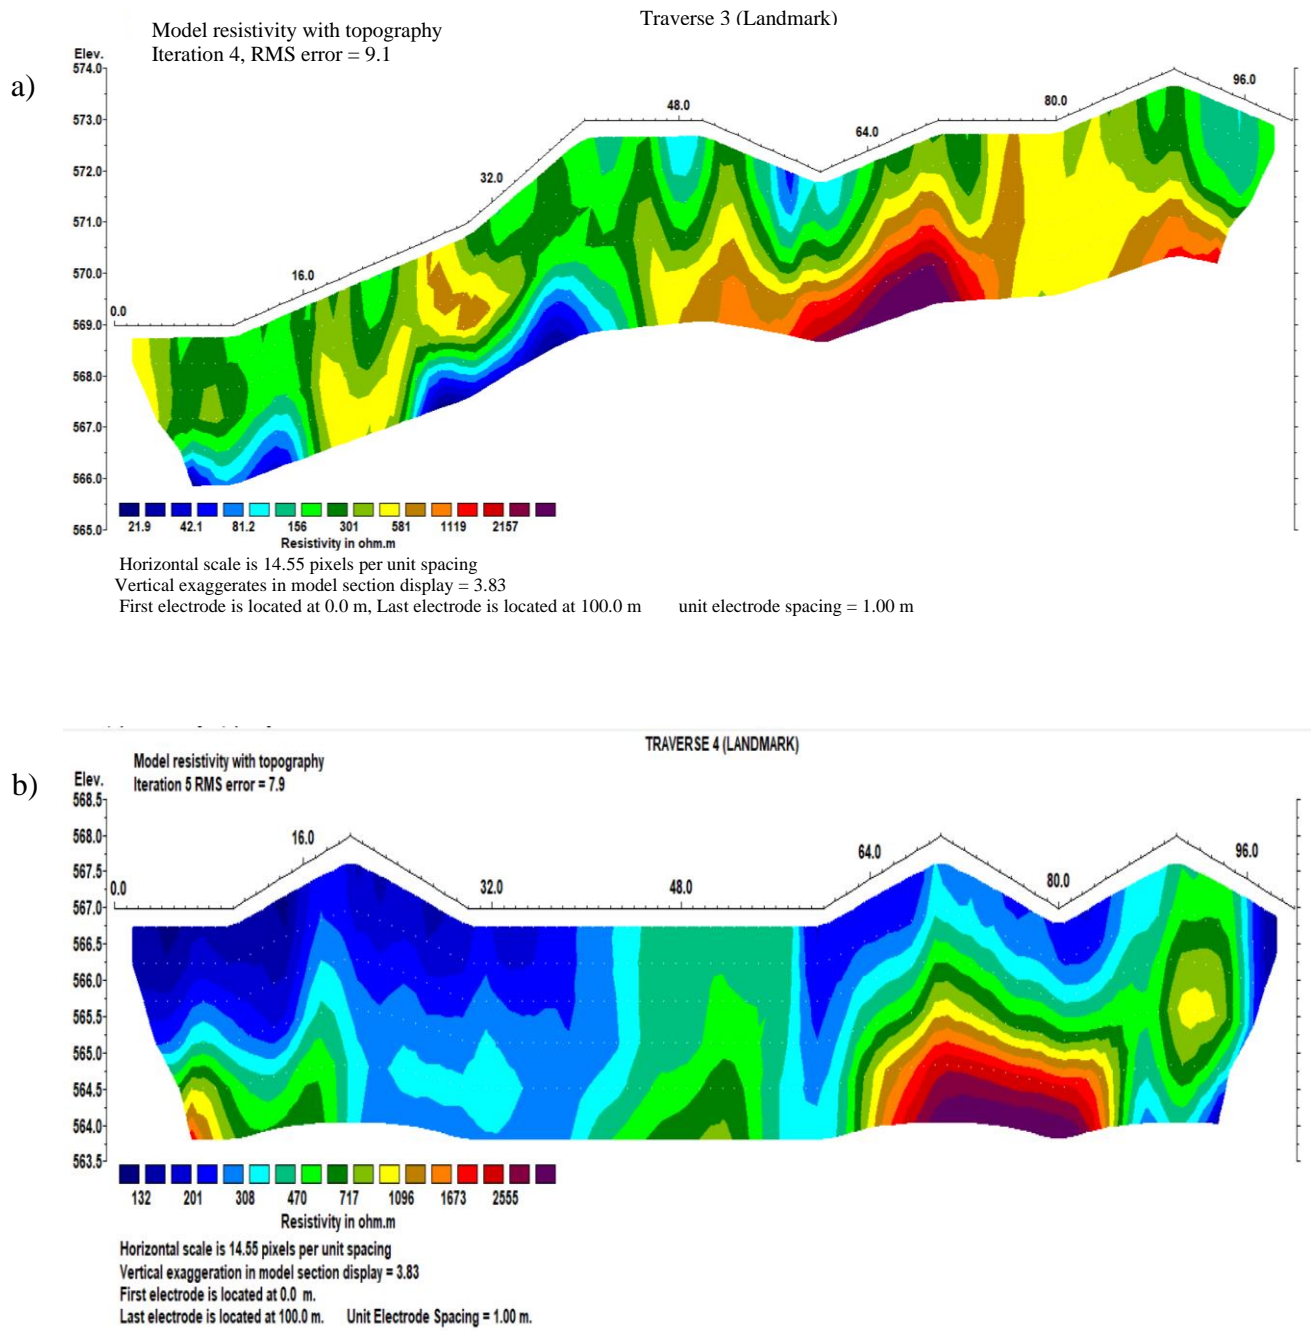 Traverse 3 (Landmark)
Model resistivity with topography
Iteration 4, RMS error = 9.1
a)
Elev.
574.0
573.0
572.0
571.0
570.0
569.0
568.0
567.0
566.0
565.0
0.0
16.0
32.0
48.0
64.0
80.0
96.0
21.9 42.1 81.2 156 301 581 1119 2157
Resistivity in ohm.m
Horizontal scale is 14.55 pixels per unit spacing
Vertical exaggerates in model section display = 3.83
First electrode is located at 0.0 m, Last electrode is located at 100.0 m unit electrode spacing = 1.00 m
TRAVERSE 4 (LANDMARK)
Model resistivity with topography
Iteration 5 RMS error = 7.9
b)
Elev.
568.5
568.0
567.5
567.0
566.5
566.0
565.5
565.0
564.5
564.0
563.5
0.0
16.0
32.0
48.0
64.0
80.0
96.0
132 201 308 470 717 1096 1673 2555
Resistivity in ohm.m
Horizontal scale is 14.55 pixels per unit spacing
Vertical exaggeration in model section display = 3.83
First electrode is located at 0.0 m.
Last electrode is located at 100.0 m. Unit Electrode Spacing = 1.00 m.